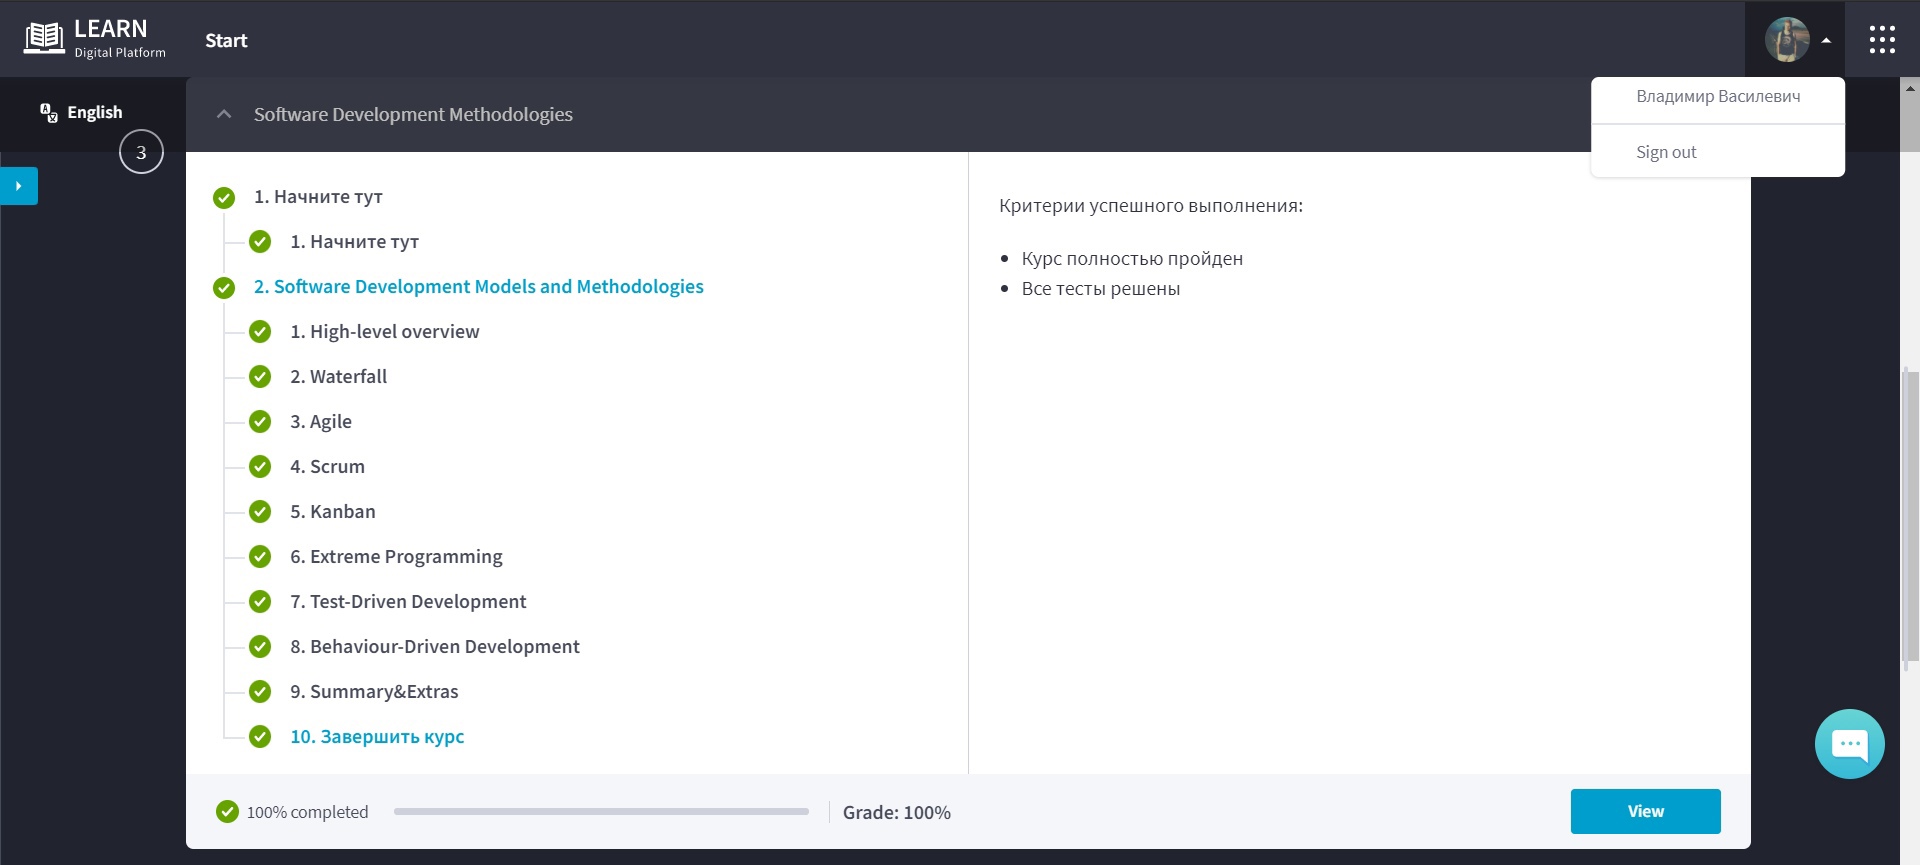 LEARN
Digital Platform
Start
English
3
Software Development Methodologies
Владимир Василевич
Sign out
1. Начните тут
1. Начните тут
2. Software Development Models and Methodologies
1. High-level overview
2. Waterfall
3. Agile
4. Scrum
5. Kanban
6. Extreme Programming
7. Test-Driven Development
8. Behaviour-Driven Development
9. Summary&Extras
10. Завершить курс
Критерии успешного выполнения:
Курс полностью пройден
Все тесты решены
100% completed
Grade: 100%
View